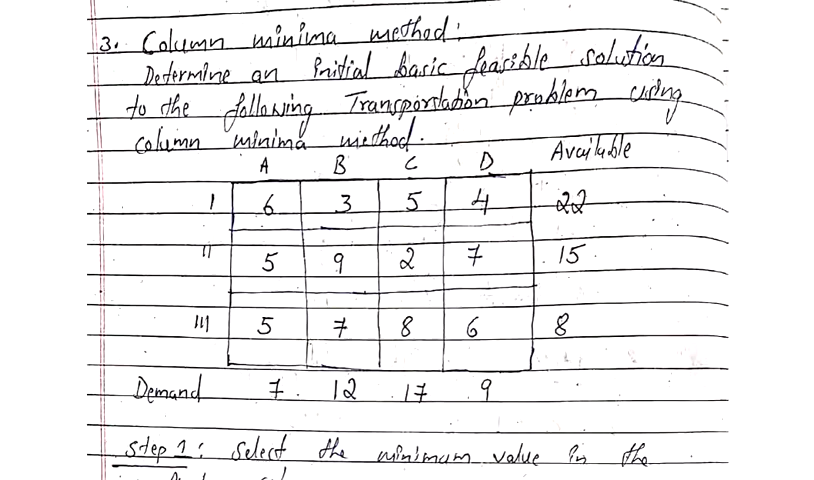 3. Column minima method:
Determine an initial basic feasible solution
to the following Transportation problem using
column minima method.
A B C D Available
I 6 3 5 4 22
II 5 9 2 7 15
III 5 7 8 6 8
Demand 7 12 17 9
Step 1: Select the minimum value in the